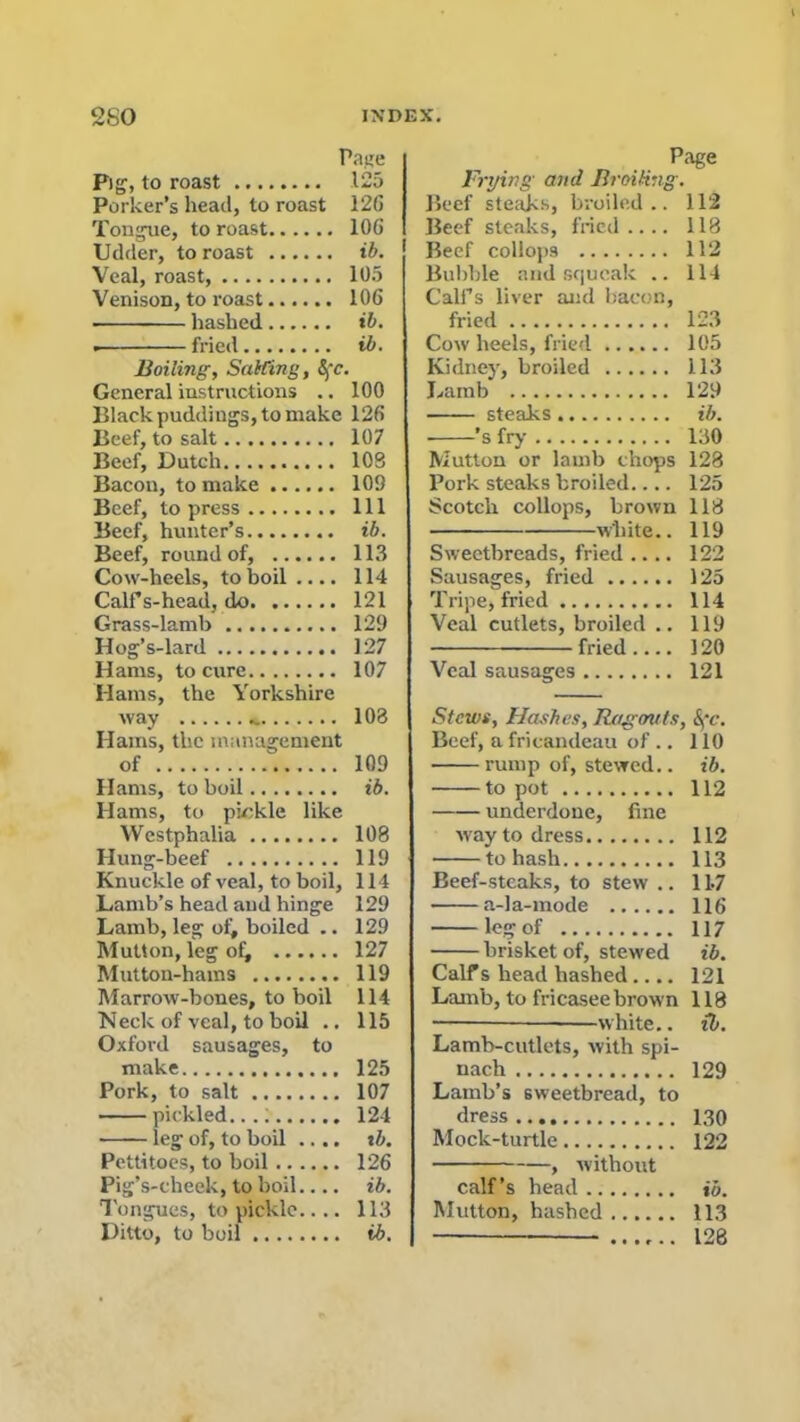 280 INDEX.
Page
Pig, to roast ........ 125
Porker's head, to roast 126
Tongue, to roast...... 106
Udder, to roast ...... ib.
Veal, roast, .......... 105
Venison, to roast...... 106
——— hashed ...... ib.
——— fried ........ ib.
Boiling, Salting, &c.
General instructions .. 100
Black puddings, to make 126
Beef, to salt .......... 107
Beef, Dutch.......... 108
Bacon, to make ...... 109
Beef, to press ........ 111
Beef, hunter's........ ib.
Beef, round of, ...... 113
Cow-heels, to boil .... 114
Calf's-head, do. ...... 121
Grass-lamb .......... 129
Hog's-lard ........... 127
Hams, to cure........ 107
Hams, the Yorkshire
way ............... 108
Hams, the management
of ................. 109
Hams, to boil ........ ib.
Hams, to pickle like
Westphalia ........ 108
Hung-beef .......... 119
Knuckle of veal, to boil, 114
Lamb's head and hinge 129
Lamb, leg of, boiled .. 129
Mutton, leg of, ...... 127
Mutton-hams ........ 119
Marrow-bones, to boil 114
Neck of veal, to boil .. 115
Oxford sausages, to
make............... 125
Pork, to salt ........ 107
—— pickled........... 124
—— leg of, to boil .... ib.
Pettitoes, to boil ...... 126
Pig's-cheek, to boil.... ib.
Tongues, to pickle.... 113
Ditto, to boil ........ ib.
Page
Frying and Broiling.
Beef steaks, broiled .. 112
Beef steaks, fried .... 118
Beef collops ........ 112
Bubble and squeak .. 114
Calf's liver and bacon,
fried ............... 123
Cow heels, fried ...... 105
Kidney, broiled ...... 113
Lamb .............. 129
—— steaks .......... ib.
——'s fry ............ 130
Mutton or lamb chops 128
Pork steaks broiled.... 125
Scotch collops, brown 118
——————white.. 119
Sweetbreads, fried .... 122
Sausages, fried ...... 125
Tripe, fried .......... 114
Veal cutlets, broiled .. 119
—————— fried .... 120
Veal sausages ........ 121
Stews, Hashes, Ragouts, &c.
Beef, a fricandeau of .. 110
—— rump of, stewed.. ib.
—— to pot .......... 112
—— underdone, fine
way to dress........ 112
—— to hash.......... 113
Beef-steaks, to stew .. 117
—— a-la-mode ...... 116
—— leg of .......... 117
—— brisket of, stewed ib.
Calf's head hashed .... 121
Lamb, to fricasee brown 118
——————white.. ib.
Lamb-cutlets, with spi-
nach ............... 129
Lamb's sweetbread, to
dress ............... 130
Mock-turtle........... 122
—————, without
calf's head ......... ib.
Mutton, hashed ...... 113
—————— ...... 128